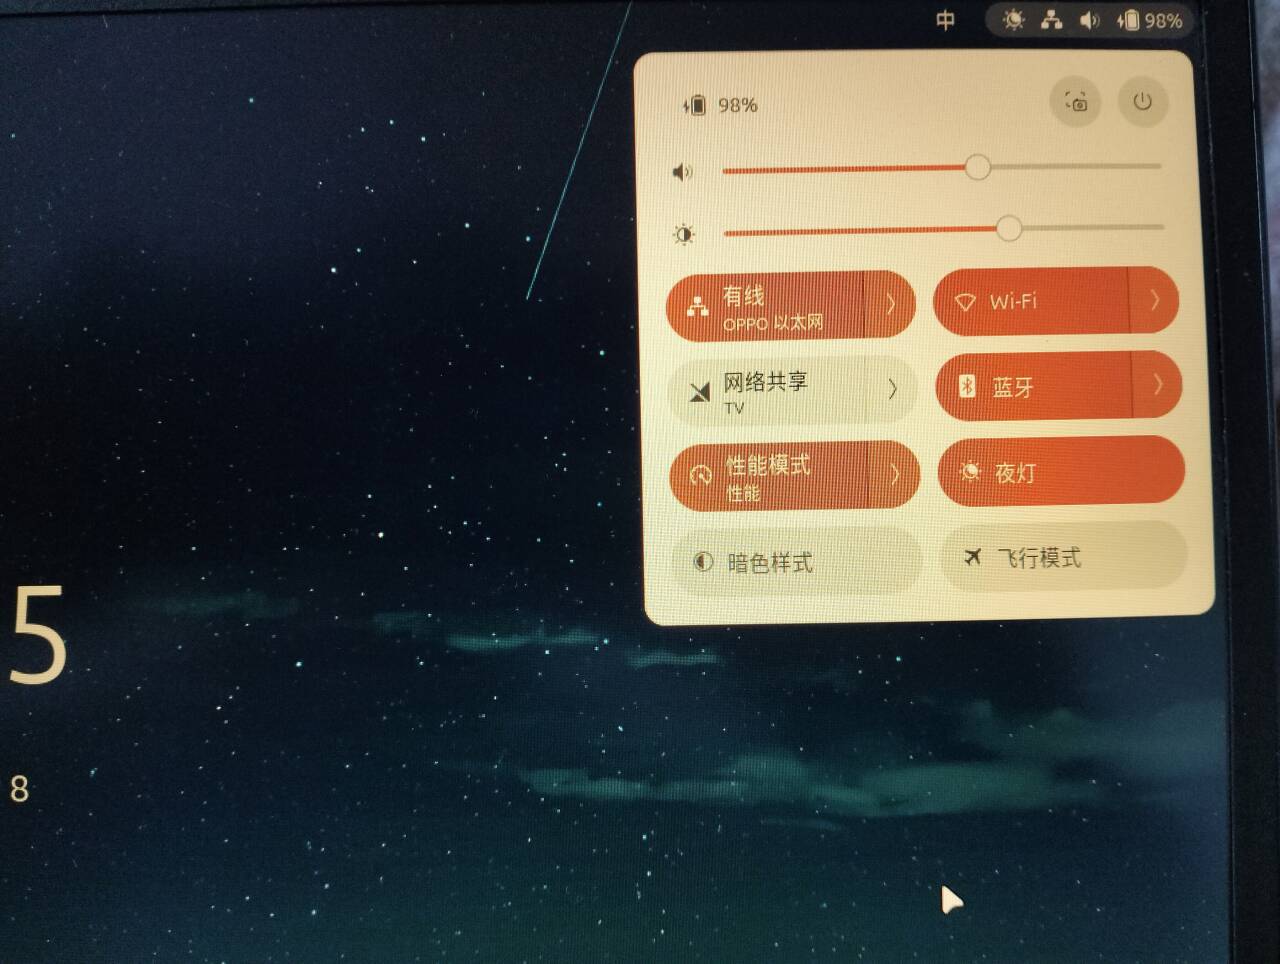 中
98%
98%
有线
OPPO 以太网
Wi-Fi
网络共享
TV
蓝牙
性能模式
性能
夜灯
暗色样式
飞行模式
5
8